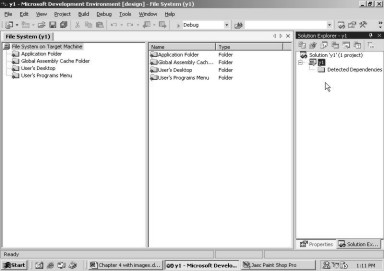 y1 - Microsoft Development Environment [design] - File System (y1)
File Edit View Project Build Debug Tools Window Help
Debug
File System (y1)
File System on Target Machine
Application Folder
Global Assembly Cache Folder
User's Desktop
User's Programs Menu
Name Type
Application Folder Folder
Global Assembly Cach... Folder
User's Desktop Folder
User's Programs Menu Folder
Solution Explorer - y1
Solution 'y1' (1 project)
y1
Detected Dependencies
Properties Solution Ex...
Ready
Start Chapter 4 with images.d... y1 - Microsoft Develo... Jasc Paint Shop Pro 1:11 PM